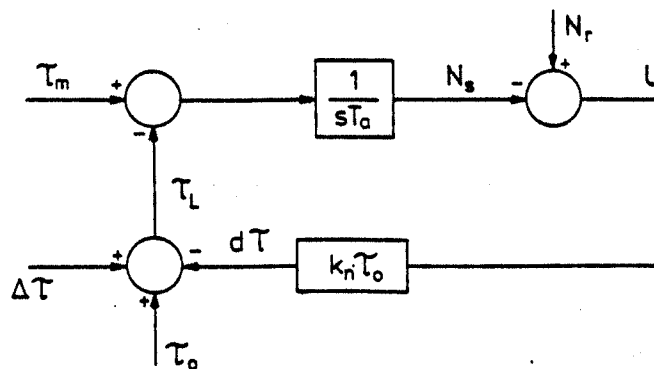 N_r
τ_m + 1/sT_a N_s - +
-
τ_L
+ - dτ k_n·τ_o
Δτ +
τ_o